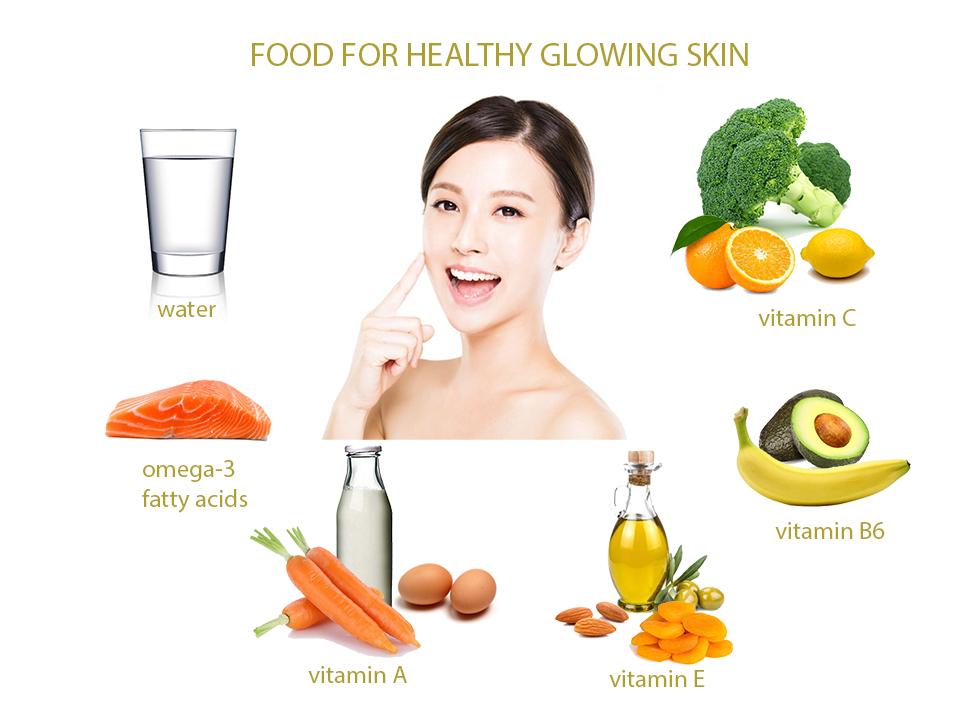 FOOD FOR HEALTHY GLOWING SKIN
water
vitamin C
omega-3
fatty acids
vitamin B6
vitamin A
vitamin E